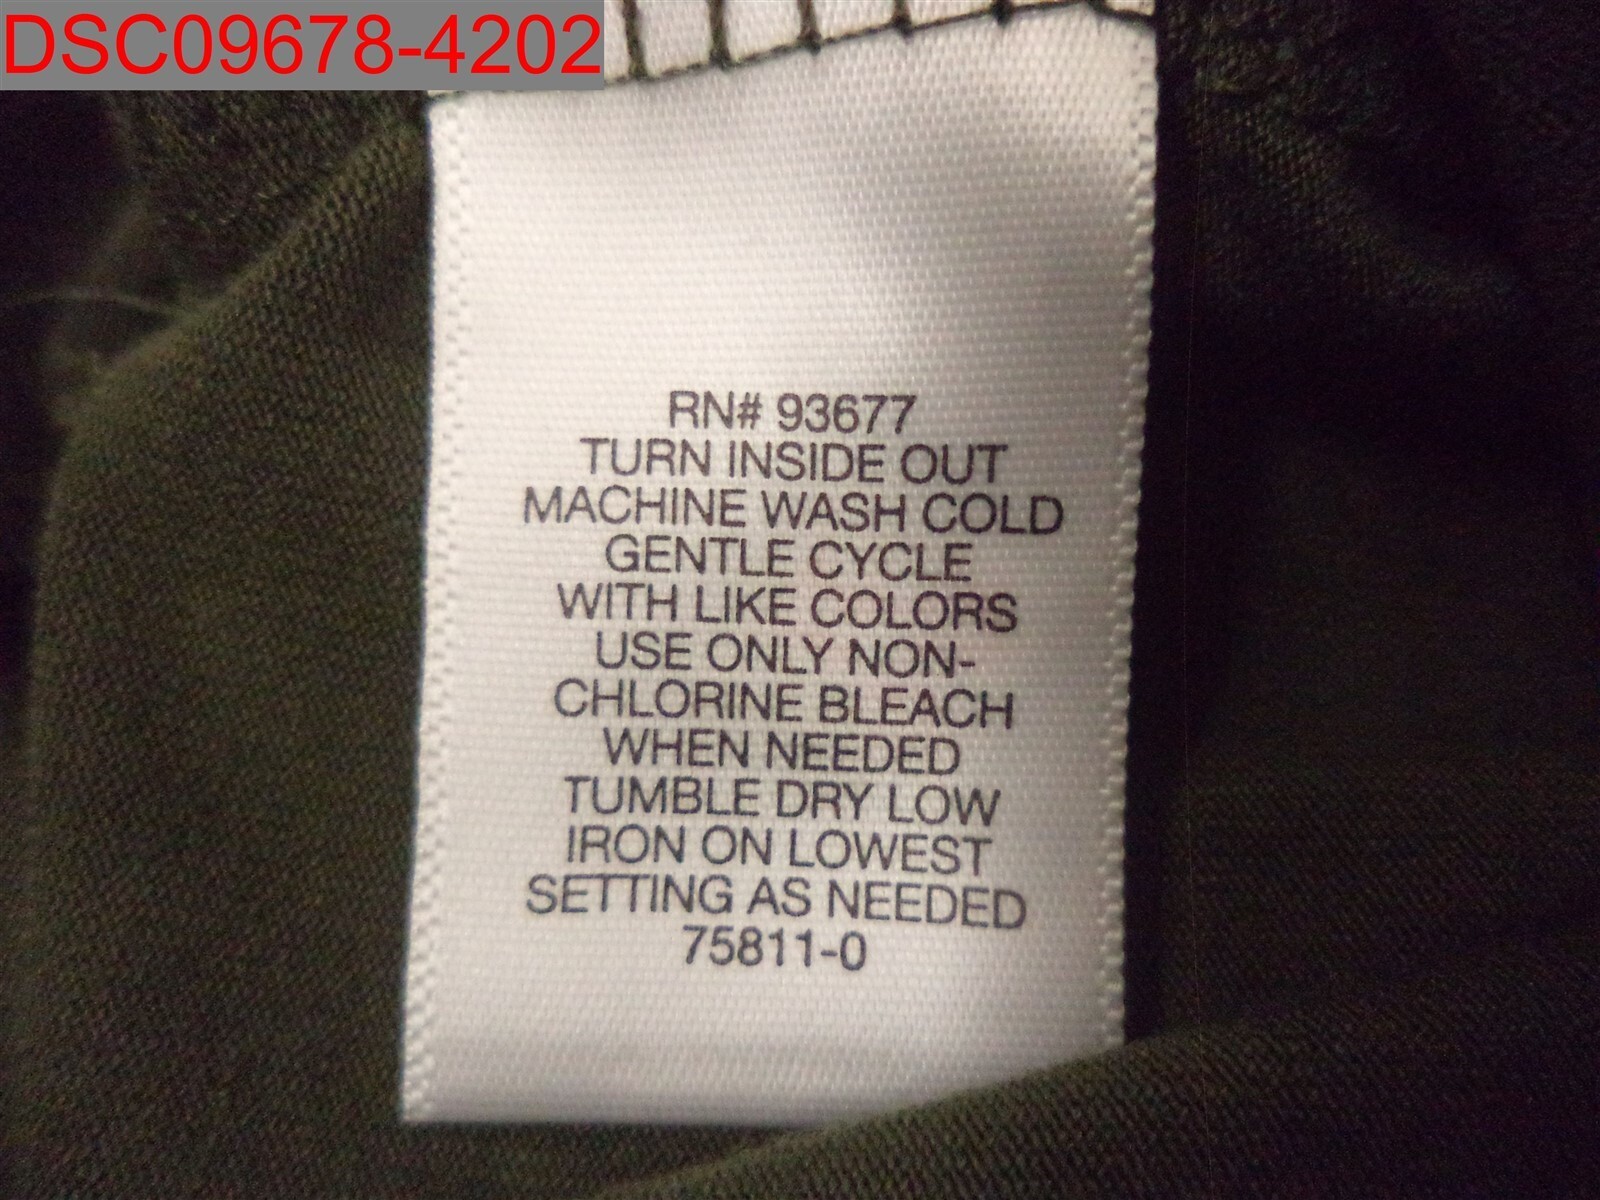 DSC09678-4202
RN# 93677
TURN INSIDE OUT
MACHINE WASH COLD
GENTLE CYCLE
WITH LIKE COLORS
USE ONLY NON-
CHLORINE BLEACH
WHEN NEEDED
TUMBLE DRY LOW
IRON ON LOWEST
SETTING AS NEEDED
75811-0